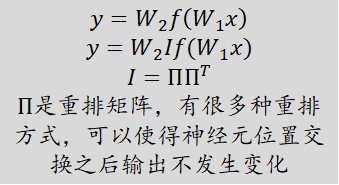 y = W₂f(W₁x)
y = W₂If(W₁x)
I = ΠΠᵀ
Π是重排矩阵，有很多种重排
方式，可以使得神经元位置交
换之后输出不发生变化